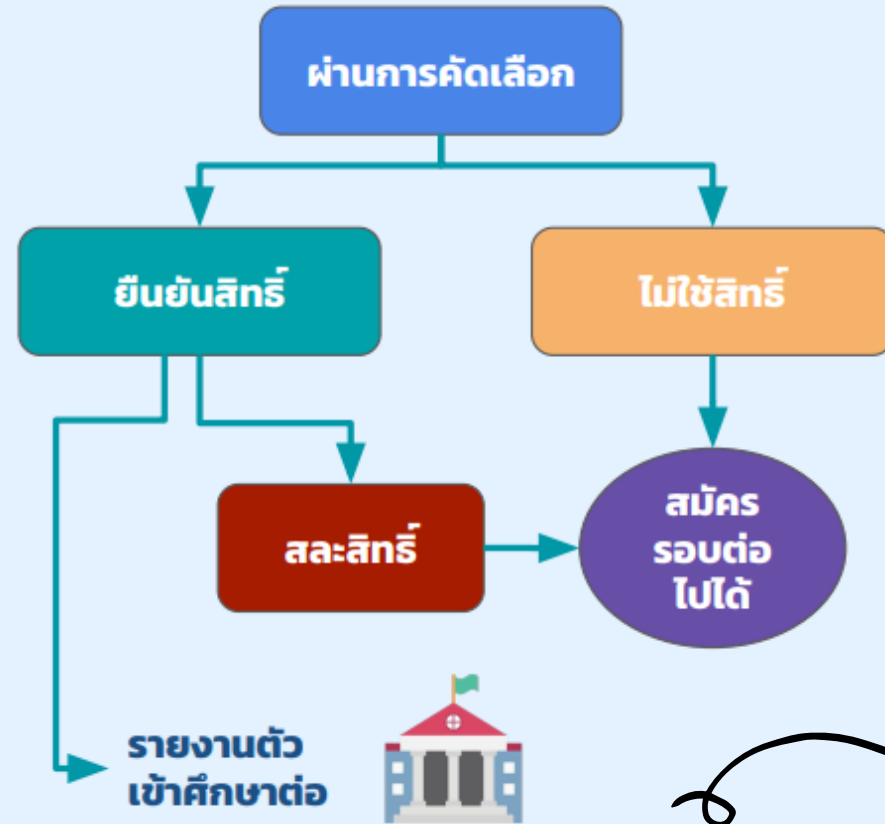 ผ่านการคัดเลือก
ยืนยันสิทธิ์
ไม่ใช้สิทธิ์
สละสิทธิ์
สมัคร
รอบต่อ
ไปได้
รายงานตัว
เข้าศึกษาต่อ